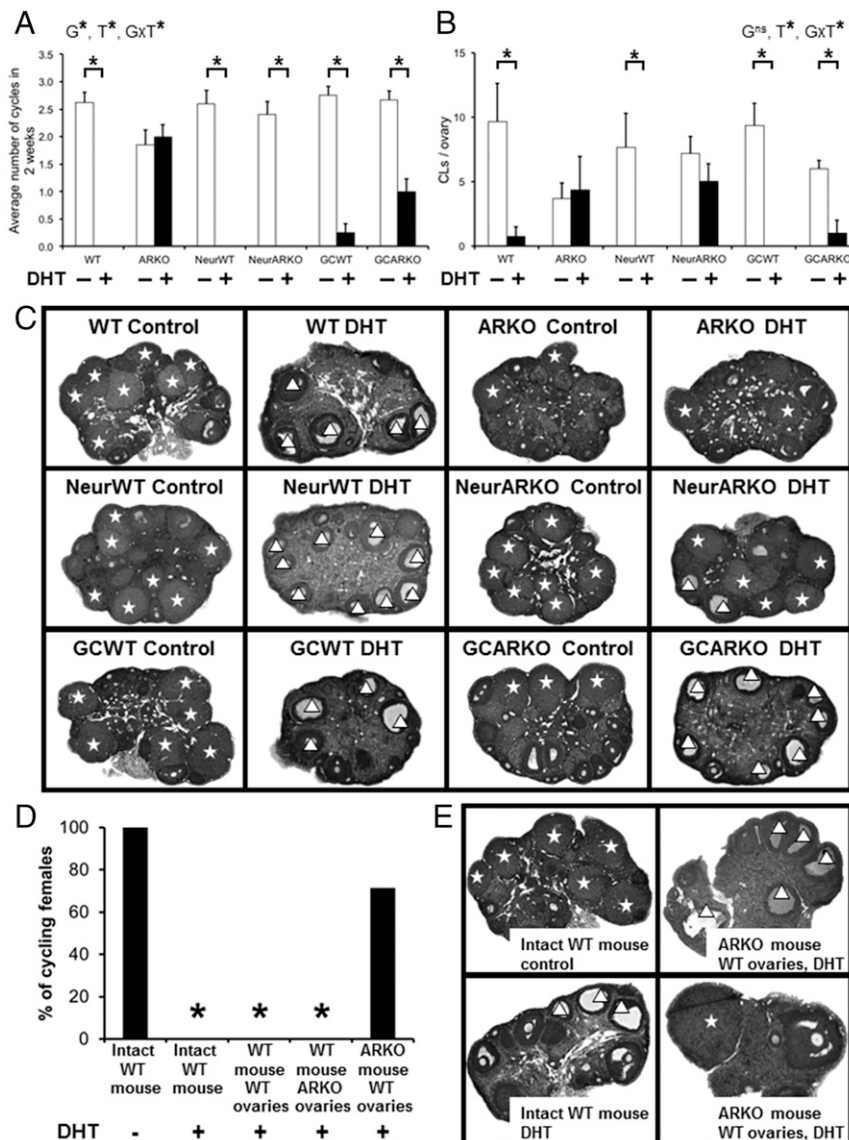 A
G*, T*, GxT*
* * * * *
Average number of cycles in
2 weeks
3.5
3.0
2.5
2.0
1.5
1.0
0.5
0.0
WT ARKO NeurWT NeurARKO GCWT GCARKO
DHT − + − + − + − + − + − +
B
Gns, T*, GxT*
* * * *
CLs / ovary
15
10
5
0
WT ARKO NeurWT NeurARKO GCWT GCARKO
DHT − + − + − + − + − + − +
C
WT Control WT DHT ARKO Control ARKO DHT
NeurWT Control NeurWT DHT NeurARKO Control NeurARKO DHT
GCWT Control GCWT DHT GCARKO Control GCARKO DHT
D
% of cycling females
100
80
60
40
20
0
* * *
Intact WT mouse
Intact WT mouse
WT mouse WT ovaries
WT mouse ARKO ovaries
ARKO mouse WT ovaries
DHT - + + + +
E
Intact WT mouse
control
ARKO mouse
WT ovaries, DHT
Intact WT mouse
DHT
ARKO mouse
WT ovaries, DHT